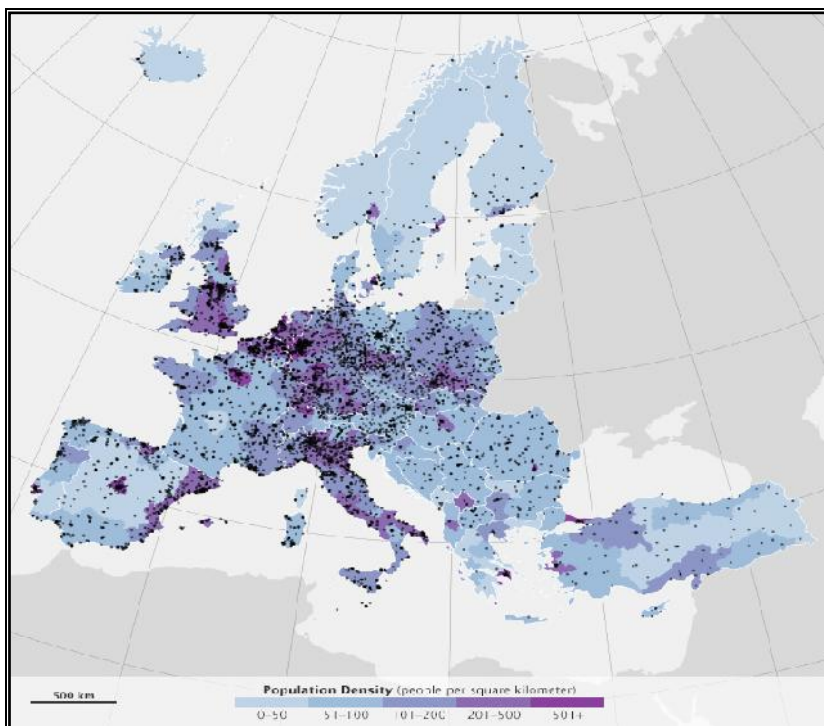 500 km
Population Density (people per square kilometer)
0–50 51–100 101–200 201–500 501+